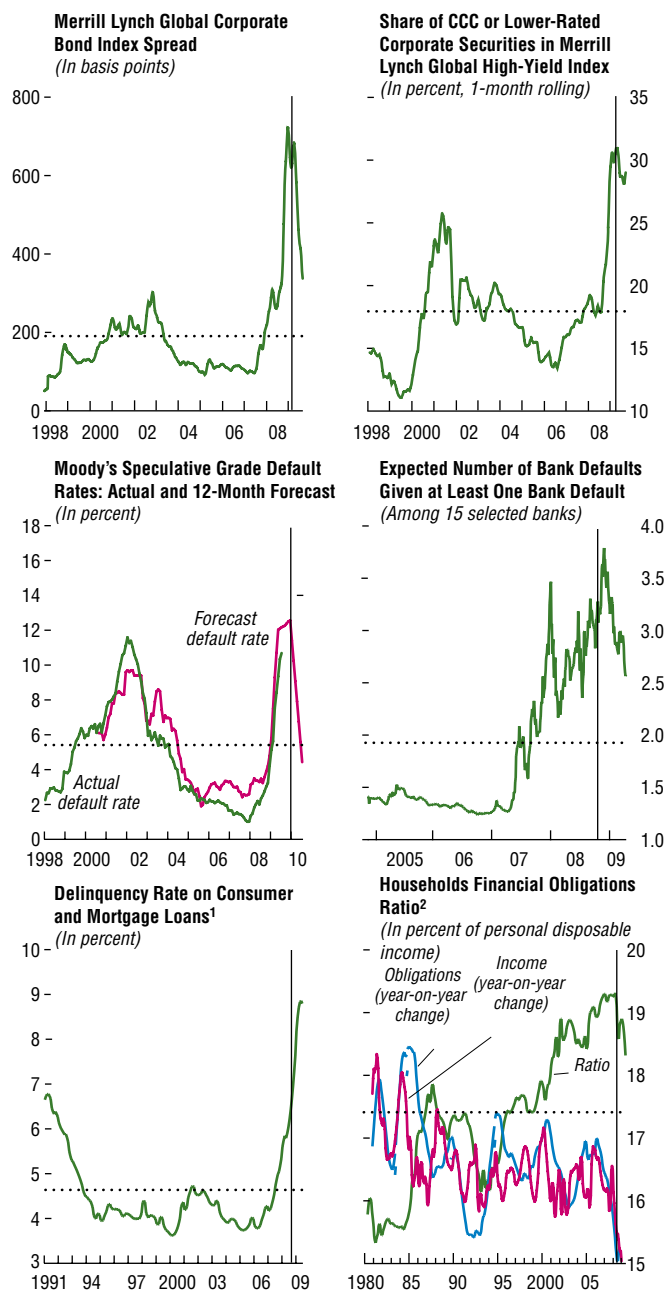 Merrill Lynch Global Corporate
Bond Index Spread
(In basis points)
800
600
400
200
0
1998 2000 02 04 06 08
Share of CCC or Lower-Rated
Corporate Securities in Merrill
Lynch Global High-Yield Index
(In percent, 1-month rolling)
35
30
25
20
15
10
1998 2000 02 04 06 08
Moody's Speculative Grade Default
Rates: Actual and 12-Month Forecast
(In percent)
18
16
14
12
10
8
6
4
2
0
Forecast
default rate
Actual
default rate
1998 2000 02 04 06 08 10
Expected Number of Bank Defaults
Given at Least One Bank Default
(Among 15 selected banks)
4.0
3.5
3.0
2.5
2.0
1.5
1.0
2005 06 07 08 09
Delinquency Rate on Consumer
and Mortgage Loans¹
(In percent)
10
9
8
7
6
5
4
3
1991 94 97 2000 03 06 09
Households Financial Obligations
Ratio²
(In percent of personal disposable
income)
Obligations
(year-on-year
change)
Income
(year-on-year
change)
Ratio
20
19
18
17
16
15
1980 85 90 95 2000 05